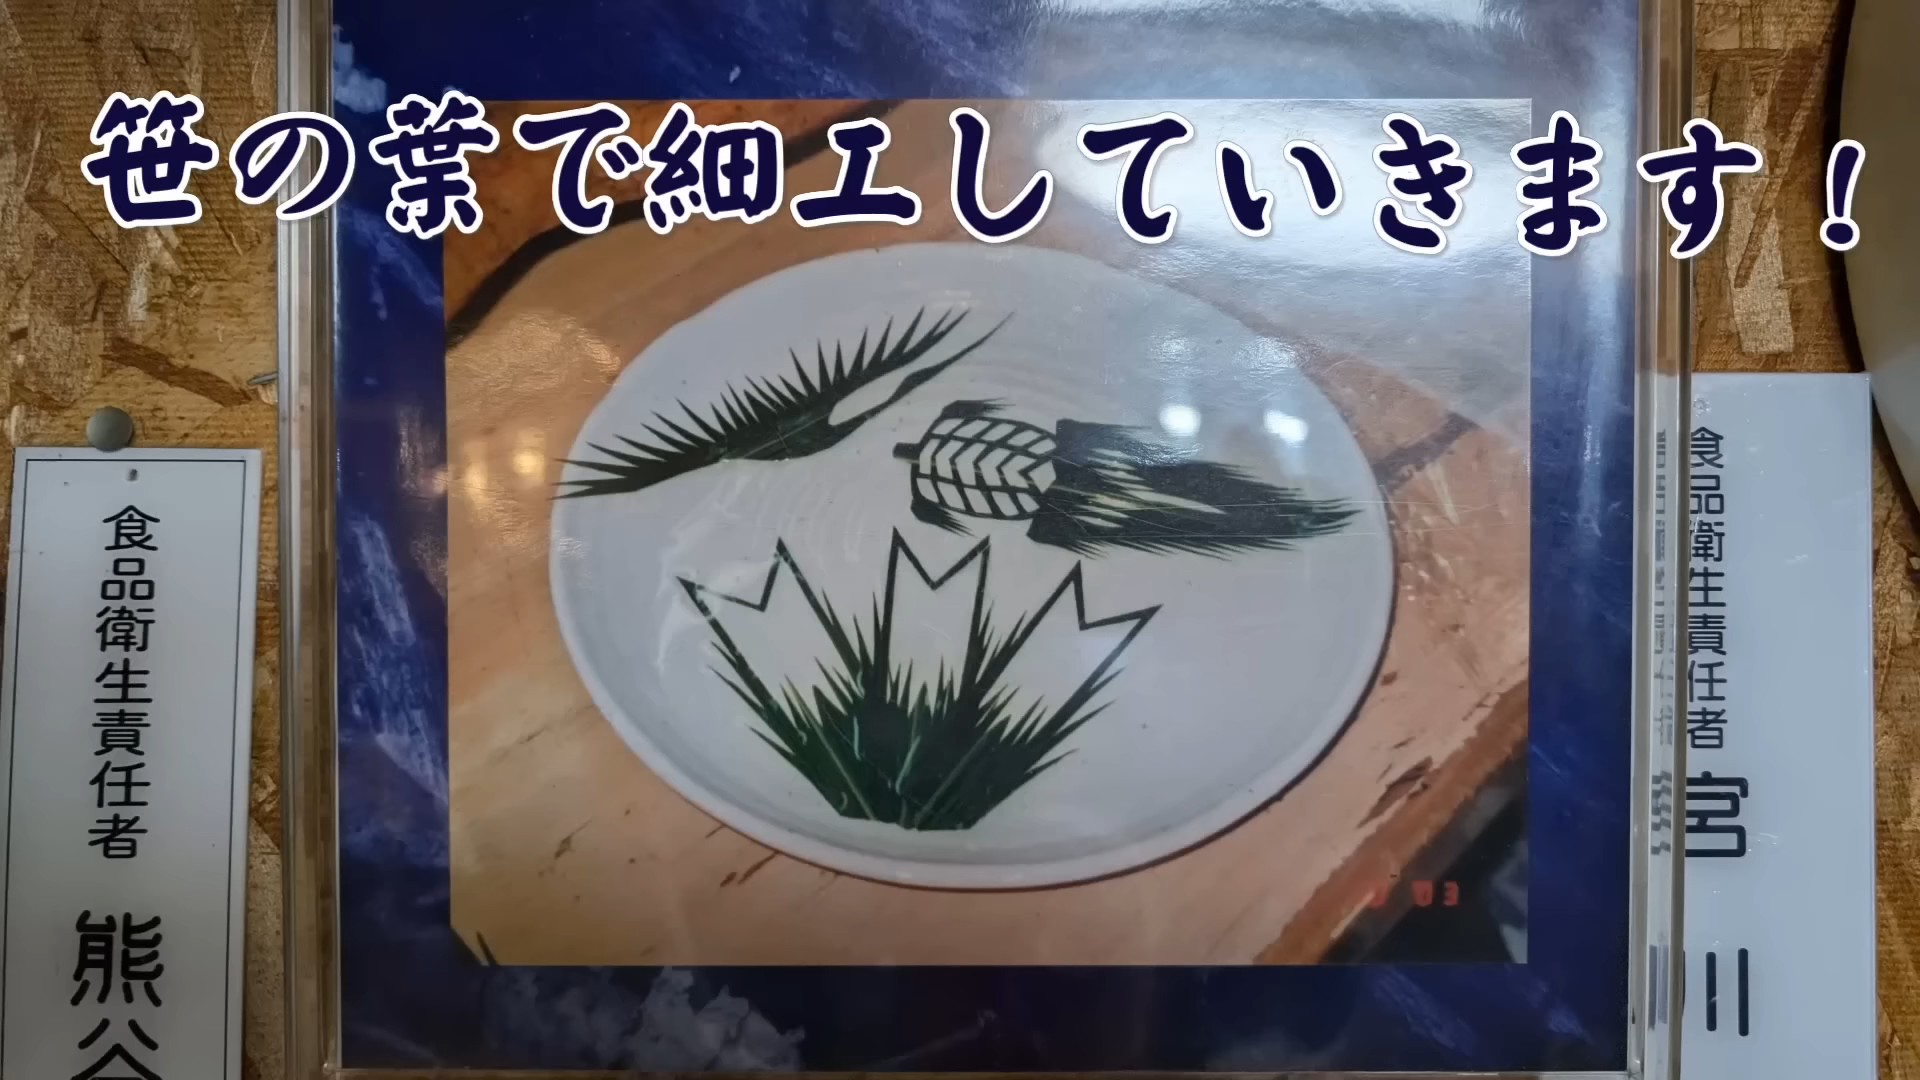 笹の葉で細工していきます！
食品衛生責任者 熊谷
食品衛生責任者 宮川
03